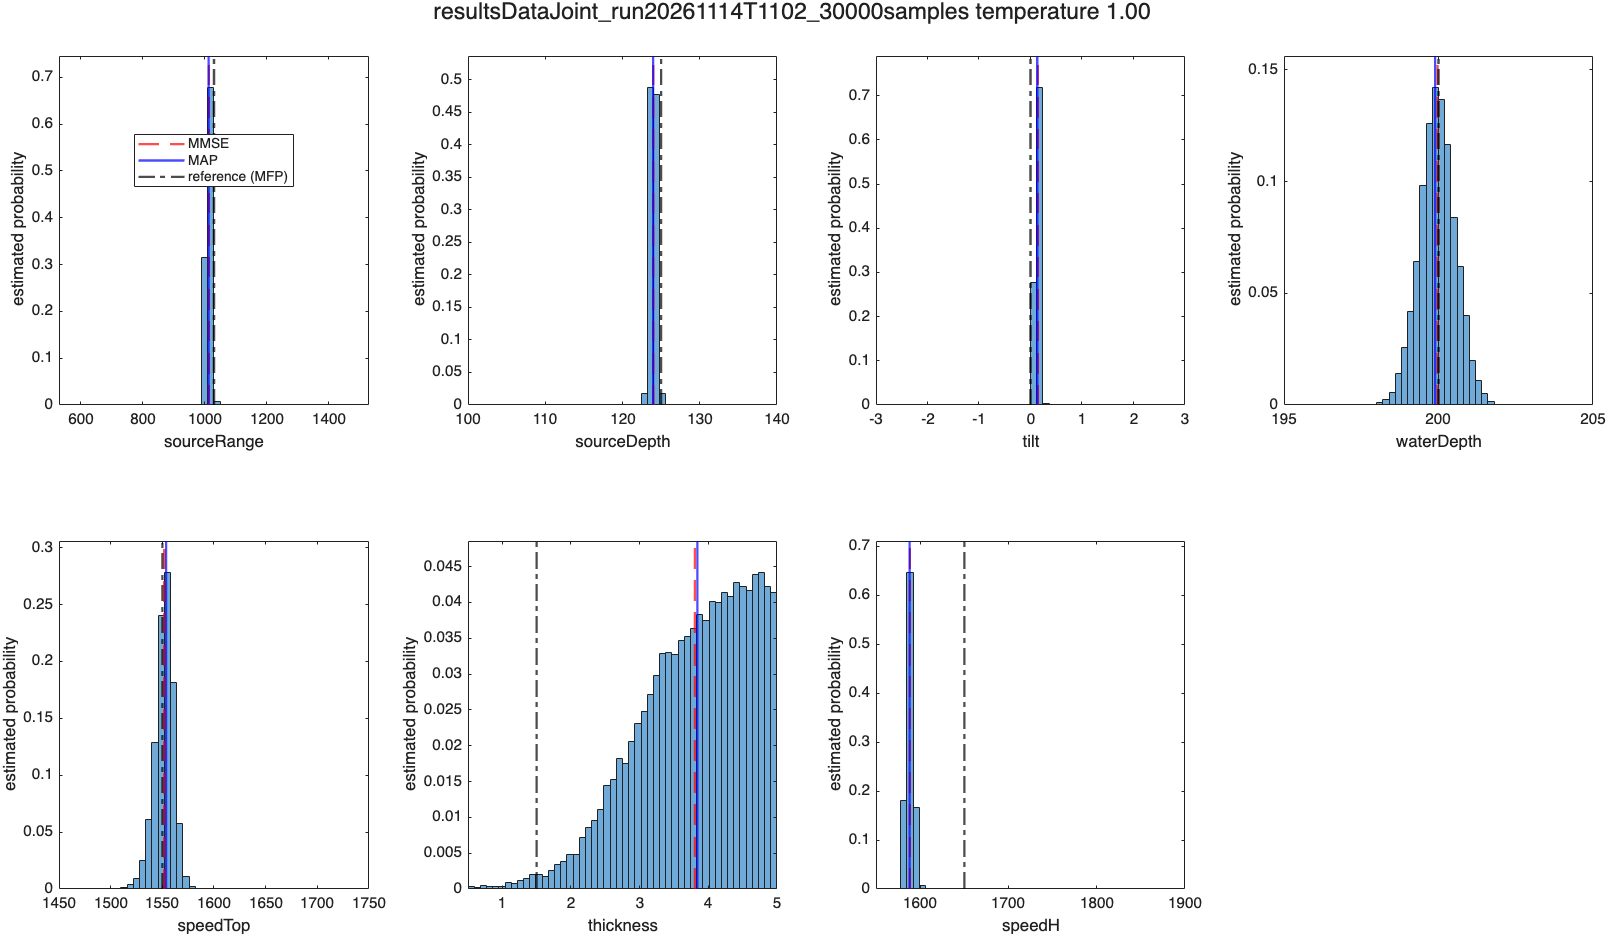 resultsDataJoint_run20261114T1102_30000samples temperature 1.00
estimated probability
0.7
0.6
0.5
0.4
0.3
0.2
0.1
0
MMSE
MAP
reference (MFP)
600 800 1000 1200 1400
sourceRange
estimated probability
0.5
0.45
0.4
0.35
0.3
0.25
0.2
0.15
0.1
0.05
0
100 110 120 130 140
sourceDepth
estimated probability
0.7
0.6
0.5
0.4
0.3
0.2
0.1
0
-3 -2 -1 0 1 2 3
tilt
estimated probability
0.15
0.1
0.05
0
195 200 205
waterDepth
estimated probability
0.3
0.25
0.2
0.15
0.1
0.05
0
1450 1500 1550 1600 1650 1700 1750
speedTop
estimated probability
0.045
0.04
0.035
0.03
0.025
0.02
0.015
0.01
0.005
0
1 2 3 4 5
thickness
estimated probability
0.7
0.6
0.5
0.4
0.3
0.2
0.1
0
1600 1700 1800 1900
speedH